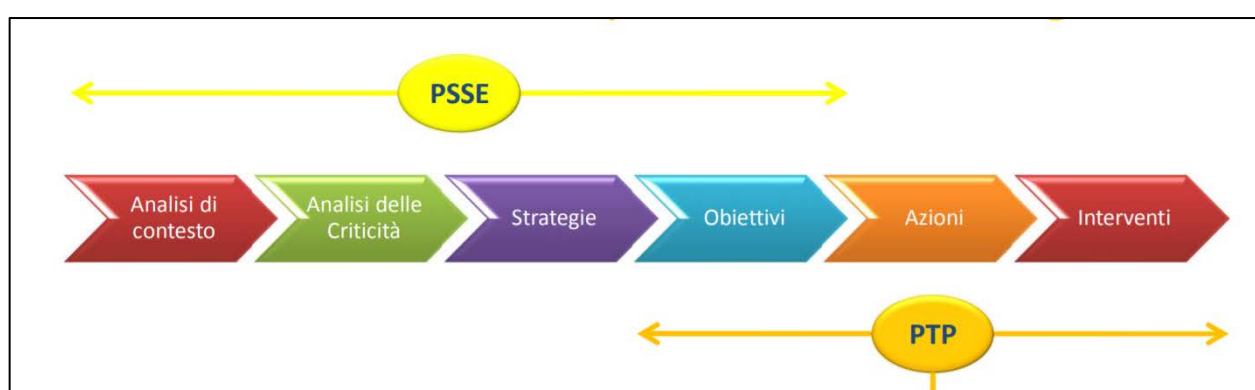 PSSE
Analisi di
contesto
Analisi delle
Criticità
Strategie
Obiettivi
Azioni
Interventi
PTP